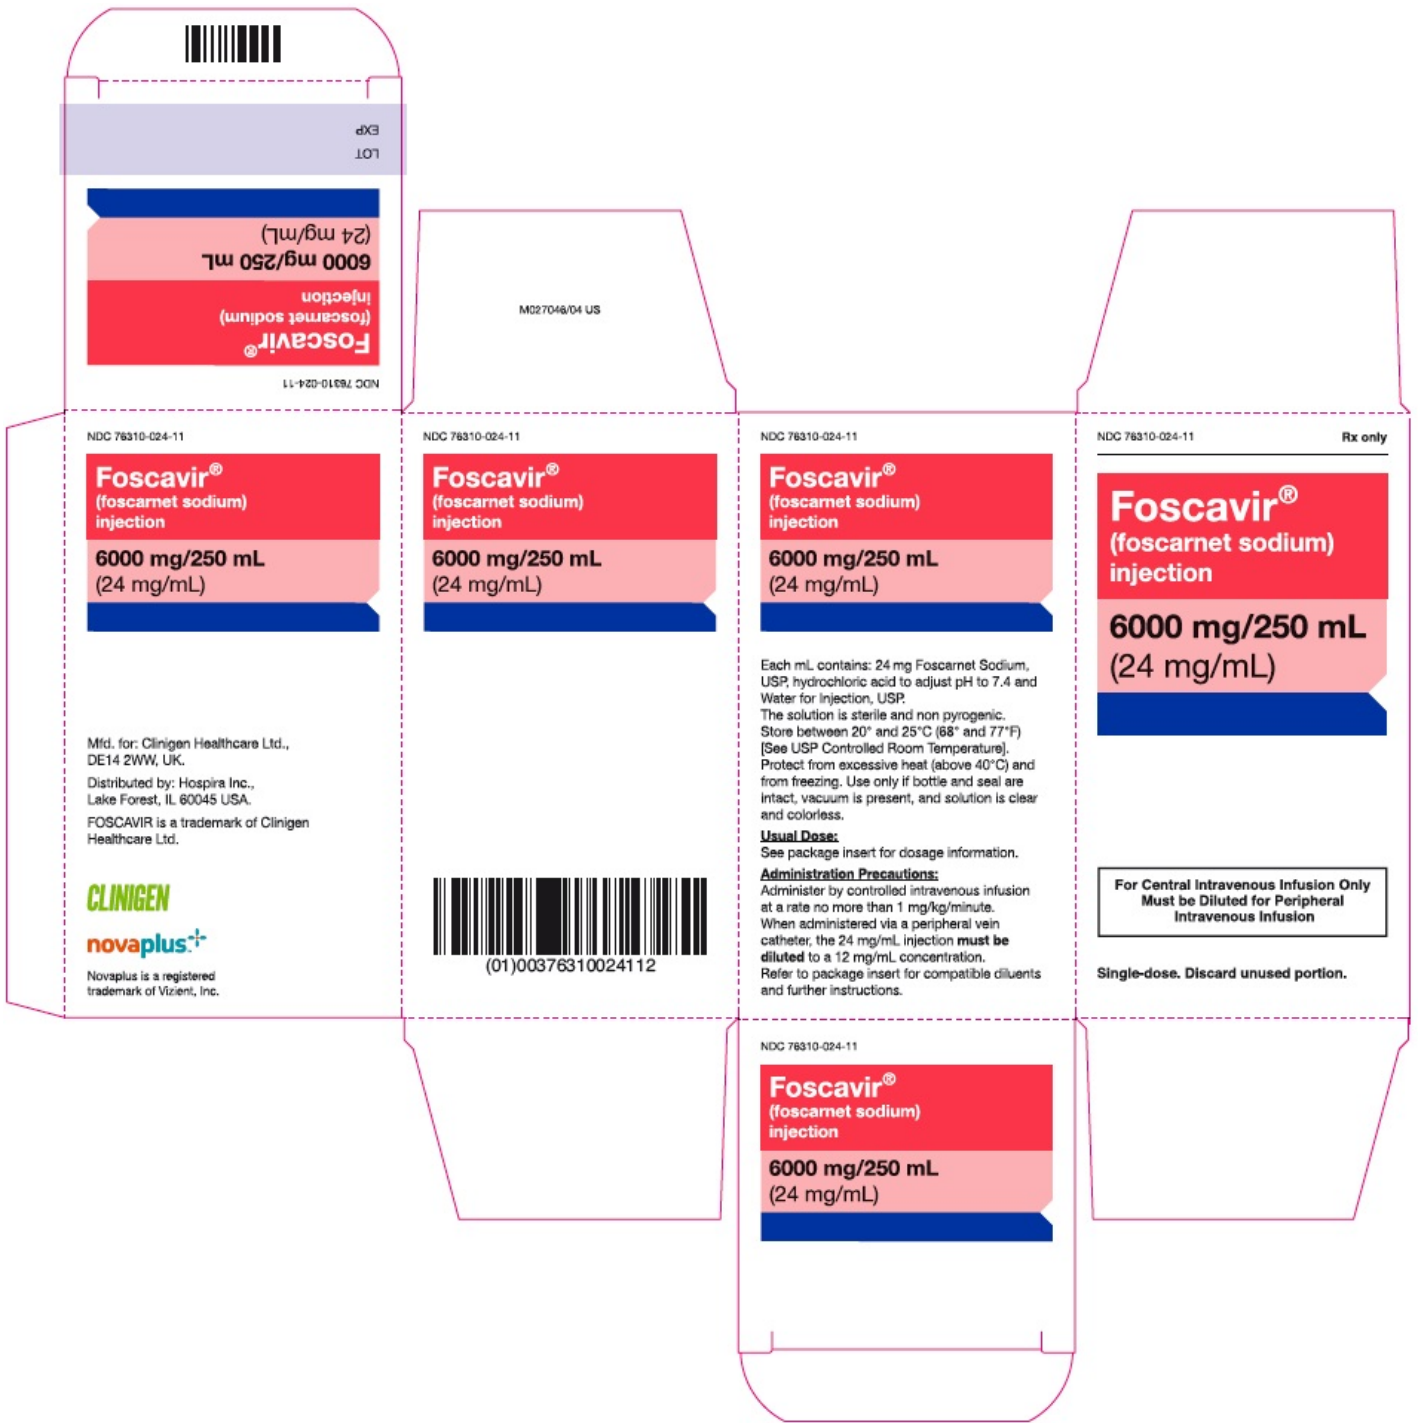 EXP
LOT
(24 mg/mL)
6000 mg/250 mL
injection
(foscarnet sodium)
Foscavir®
NDC 76310-024-11
M027046/04 US
NDC 76310-024-11
Foscavir®
(foscarnet sodium)
injection
6000 mg/250 mL
(24 mg/mL)
Mfd. for: Clinigen Healthcare Ltd.,
DE14 2WW, UK.
Distributed by: Hospira Inc.,
Lake Forest, IL 60045 USA.
FOSCAVIR is a trademark of Clinigen
Healthcare Ltd.
CLINIGEN
novaplus™
Novaplus is a registered
trademark of Vizient, Inc.
NDC 76310-024-11
Foscavir®
(foscarnet sodium)
injection
6000 mg/250 mL
(24 mg/mL)
(01)00376310024112
NDC 76310-024-11
Foscavir®
(foscarnet sodium)
injection
6000 mg/250 mL
(24 mg/mL)
Each mL contains: 24 mg Foscarnet Sodium,
USP, hydrochloric acid to adjust pH to 7.4 and
Water for Injection, USP.
The solution is sterile and non pyrogenic.
Store between 20° and 25°C (68° and 77°F)
[See USP Controlled Room Temperature].
Protect from excessive heat (above 40°C) and
from freezing. Use only if bottle and seal are
intact, vacuum is present, and solution is clear
and colorless.
Usual Dose:
See package insert for dosage information.
Administration Precautions:
Administer by controlled intravenous infusion
at a rate no more than 1 mg/kg/minute.
When administered via a peripheral vein
catheter, the 24 mg/mL injection must be
diluted to a 12 mg/mL concentration.
Refer to package insert for compatible diluents
and further instructions.
NDC 76310-024-11 Rx only
Foscavir®
(foscarnet sodium)
injection
6000 mg/250 mL
(24 mg/mL)
For Central Intravenous Infusion Only
Must be Diluted for Peripheral
Intravenous Infusion
Single-dose. Discard unused portion.
NDC 76310-024-11
Foscavir®
(foscarnet sodium)
injection
6000 mg/250 mL
(24 mg/mL)